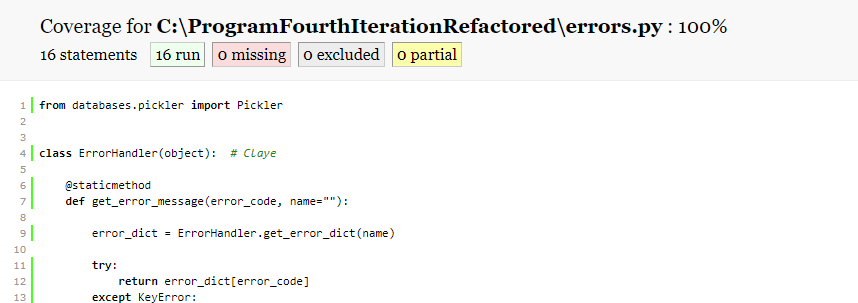 Coverage for C:\ProgramFourthIterationRefactored\errors.py : 100%
16 statements 16 run 0 missing 0 excluded 0 partial
1 from databases.pickler import Pickler
2
3
4 class ErrorHandler(object):  # Claye
5
6     @staticmethod
7     def get_error_message(error_code, name=""):
8
9         error_dict = ErrorHandler.get_error_dict(name)
10
11         try:
12             return error_dict[error_code]
13         except KeyError: